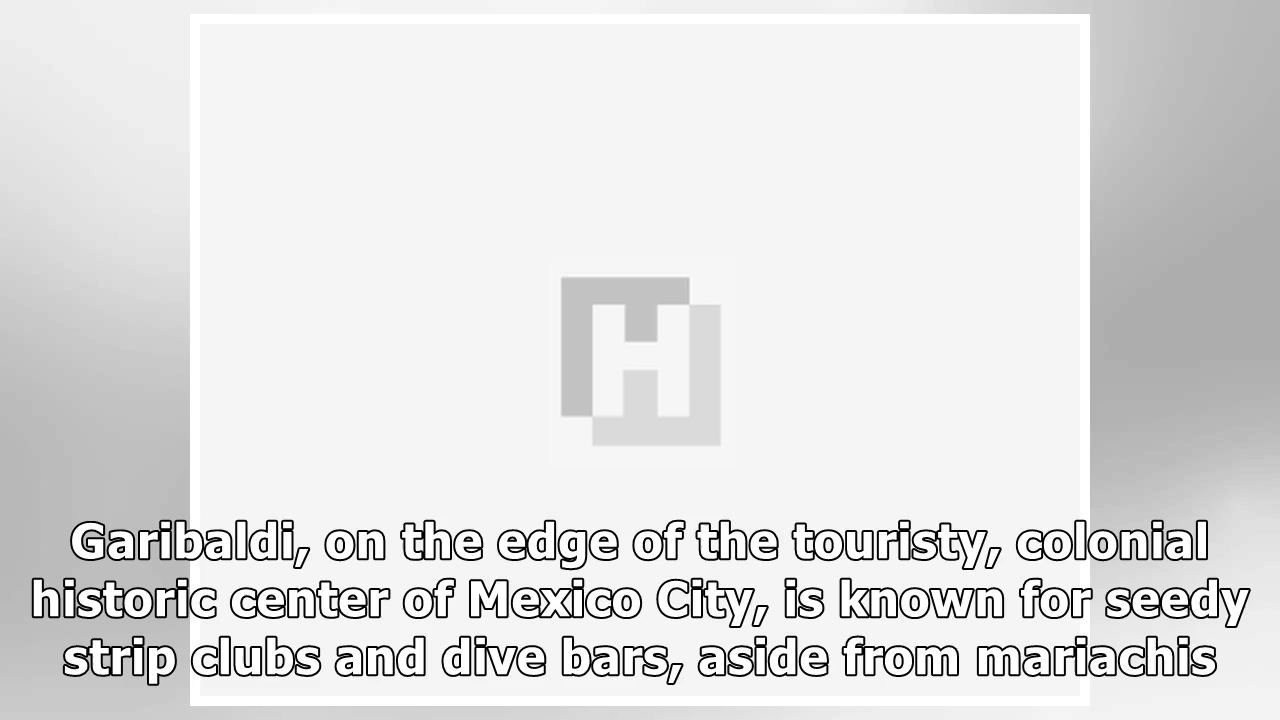 H
Garibaldi, on the edge of the touristy, colonial
historic center of Mexico City, is known for seedy
strip clubs and dive bars, aside from mariachis